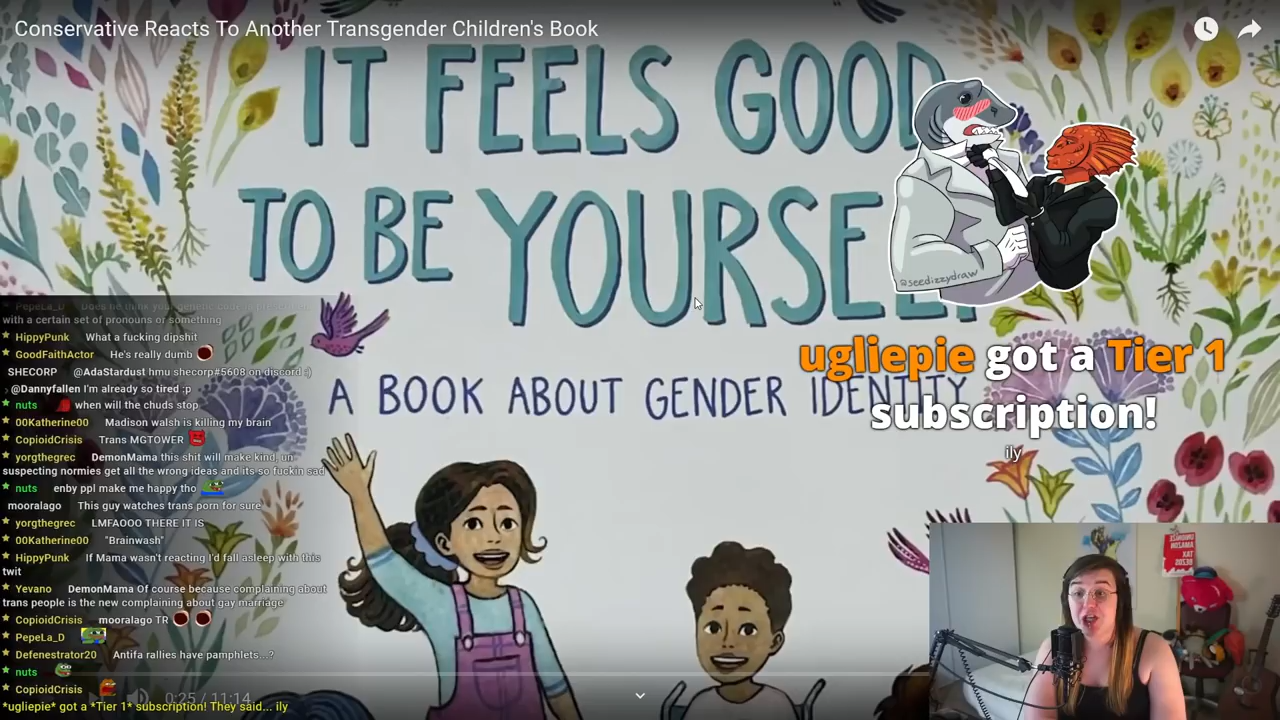 Conservative Reacts To Another Transgender Children's Book
IT FEELS GOOD
TO BE YOURSELF
A BOOK ABOUT GENDER IDENTITY
@seedizzydraw
ugliepie got a Tier 1
subscription!
ily
PepeLa_D Does he think your genetic code is
with a certain set of pronouns or something
HippyPunk What a fucking dipshit
GoodFaithActor He's really dumb
SHECORP @AdaStardust hmu shecorp#5608 on discord :)
@Dannyfallen I'm already so tired :p
nuts when will the chuds stop
00Katherine00 Madison walsh is killing my brain
CopioidCrisis Trans MGTOWER
yorgthegrec DemonMama this shit will make kind, un
suspecting normies get all the wrong ideas and its so fuckin sad
nuts enby ppl make me happy tho
mooralago This guy watches trans porn for sure
yorgthegrec LMFAOOO THERE IT IS
00Katherine00 "Brainwash"
HippyPunk If Mama wasn't reacting I'd fall asleep with this
twit
Yevano DemonMama Of course because complaining about
trans people is the new complaining about gay marriage
CopioidCrisis mooralago TR
PepeLa_D
Defenestrator20 Antifa rallies have pamphlets...?
nuts
CopioidCrisis
0:25 / 11:14
*ugliepie* got a *Tier 1* subscription! They said... ily